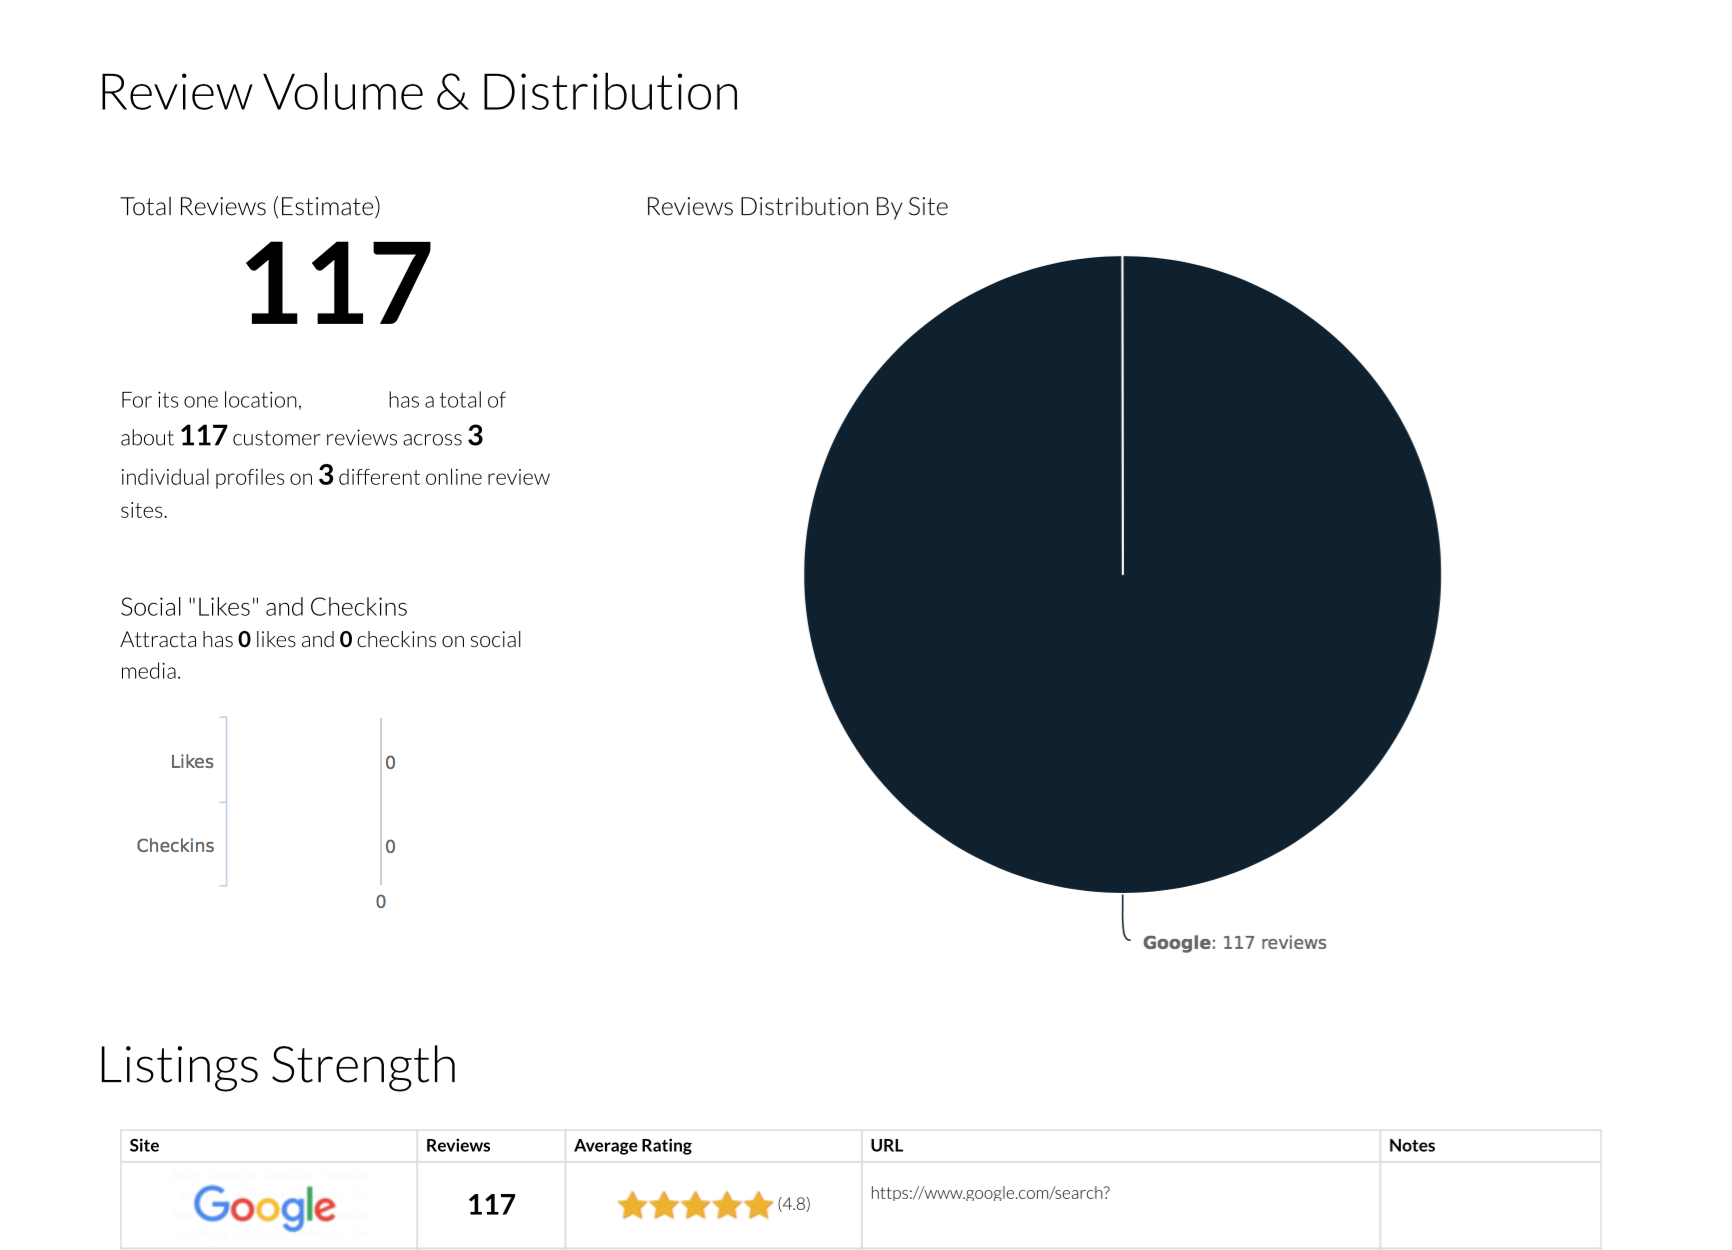 Review Volume & Distribution
Total Reviews (Estimate)
117
For its one location, has a total of
about 117 customer reviews across 3
individual profiles on 3 different online review
sites.
Social "Likes" and Checkins
Attracta has 0 likes and 0 checkins on social
media.
Likes 0
Checkins 0
0
Reviews Distribution By Site
Google: 117 reviews
Listings Strength
Site Reviews Average Rating URL Notes
Google 117 (4.8) https://www.google.com/search?